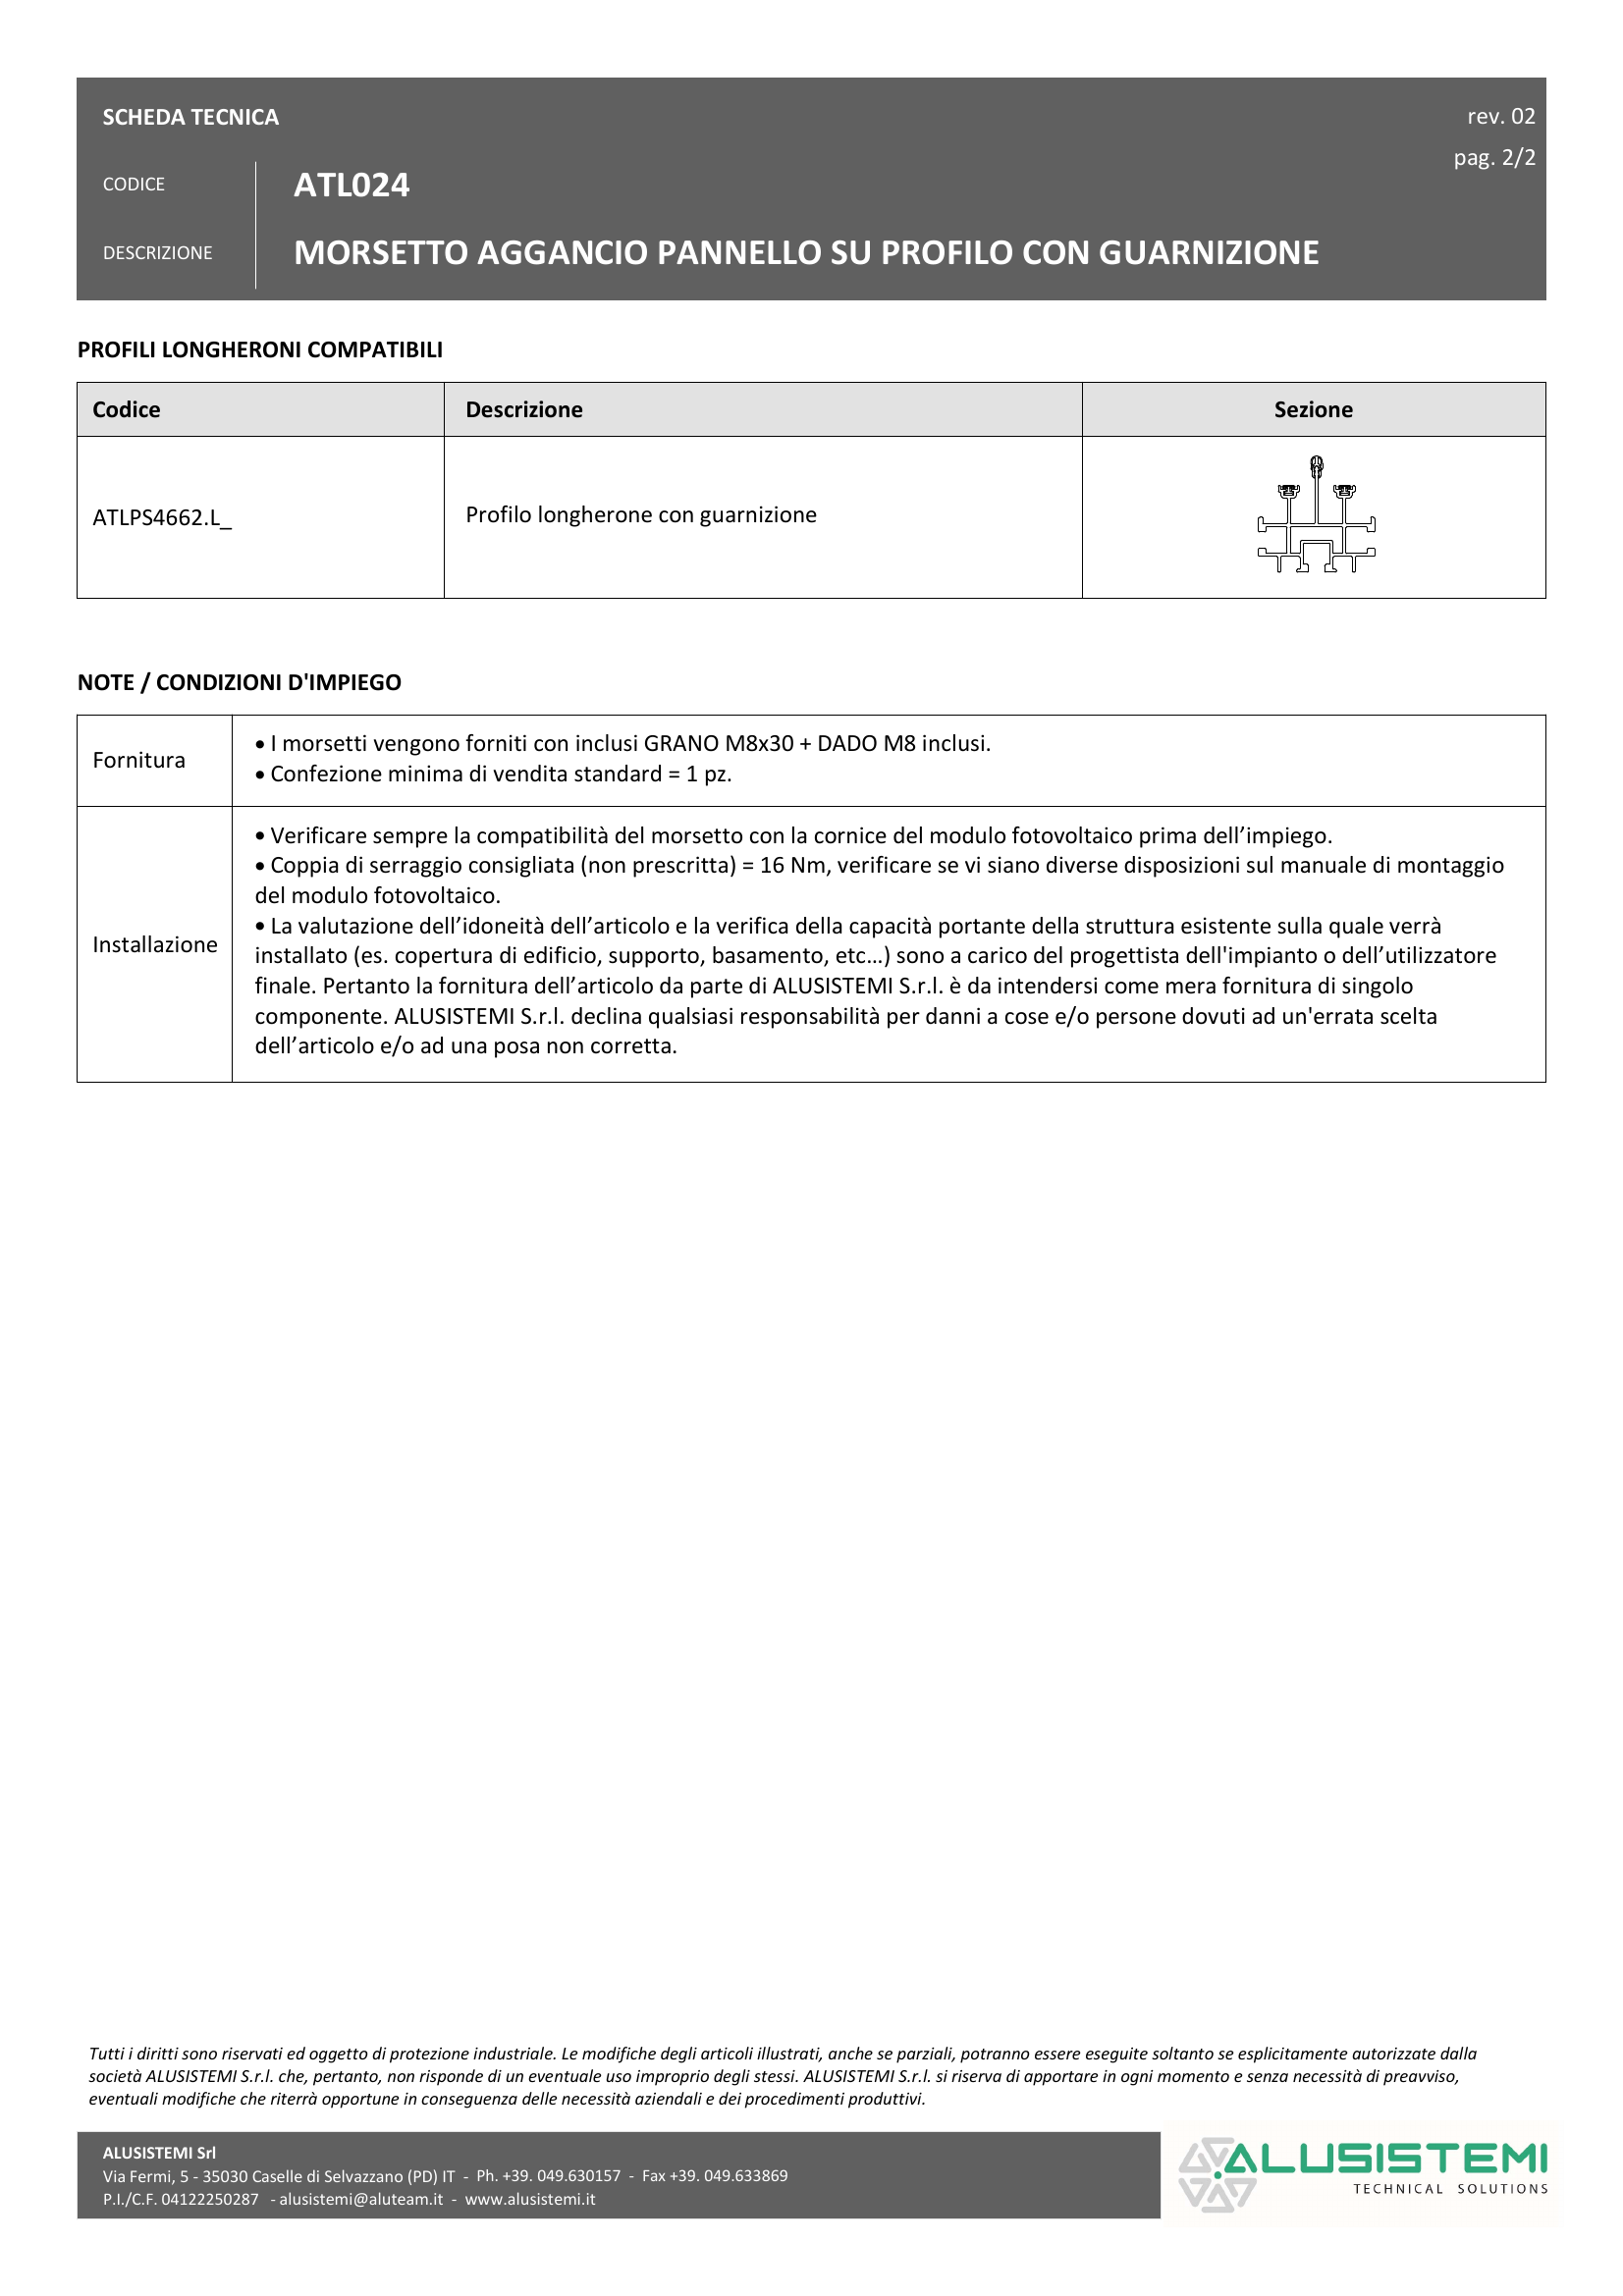 SCHEDA TECNICA
rev. 02
pag. 2/2
CODICE
ATL024
DESCRIZIONE
MORSETTO AGGANCIO PANNELLO SU PROFILO CON GUARNIZIONE
PROFILI LONGHERONI COMPATIBILI
Codice Descrizione Sezione
ATLPS4662.L_ Profilo longherone con guarnizione
NOTE / CONDIZIONI D'IMPIEGO
Fornitura
• I morsetti vengono forniti con inclusi GRANO M8x30 + DADO M8 inclusi.
• Confezione minima di vendita standard = 1 pz.
Installazione
• Verificare sempre la compatibilità del morsetto con la cornice del modulo fotovoltaico prima dell’impiego.
• Coppia di serraggio consigliata (non prescritta) = 16 Nm, verificare se vi siano diverse disposizioni sul manuale di montaggio
del modulo fotovoltaico.
• La valutazione dell’idoneità dell’articolo e la verifica della capacità portante della struttura esistente sulla quale verrà
installato (es. copertura di edificio, supporto, basamento, etc…) sono a carico del progettista dell'impianto o dell’utilizzatore
finale. Pertanto la fornitura dell’articolo da parte di ALUSISTEMI S.r.l. è da intendersi come mera fornitura di singolo
componente. ALUSISTEMI S.r.l. declina qualsiasi responsabilità per danni a cose e/o persone dovuti ad un'errata scelta
dell’articolo e/o ad una posa non corretta.
Tutti i diritti sono riservati ed oggetto di protezione industriale. Le modifiche degli articoli illustrati, anche se parziali, potranno essere eseguite soltanto se esplicitamente autorizzate dalla
società ALUSISTEMI S.r.l. che, pertanto, non risponde di un eventuale uso improprio degli stessi. ALUSISTEMI S.r.l. si riserva di apportare in ogni momento e senza necessità di preavviso,
eventuali modifiche che riterrà opportune in conseguenza delle necessità aziendali e dei procedimenti produttivi.
ALUSISTEMI Srl
Via Fermi, 5 - 35030 Caselle di Selvazzano (PD) IT - Ph. +39. 049.630157 - Fax +39. 049.633869
P.I./C.F. 04122250287 - alusistemi@aluteam.it - www.alusistemi.it
ALUSISTEMI
TECHNICAL SOLUTIONS